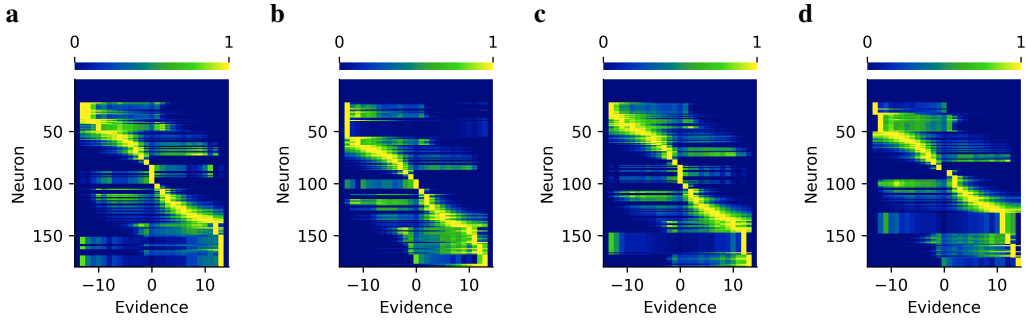 a b c d
0 1 0 1 0 1 0 1
Neuron 50 100 150 Neuron 50 100 150 Neuron 50 100 150 Neuron 50 100 150
−10 0 10 −10 0 10 −10 0 10 −10 0 10
Evidence Evidence Evidence Evidence